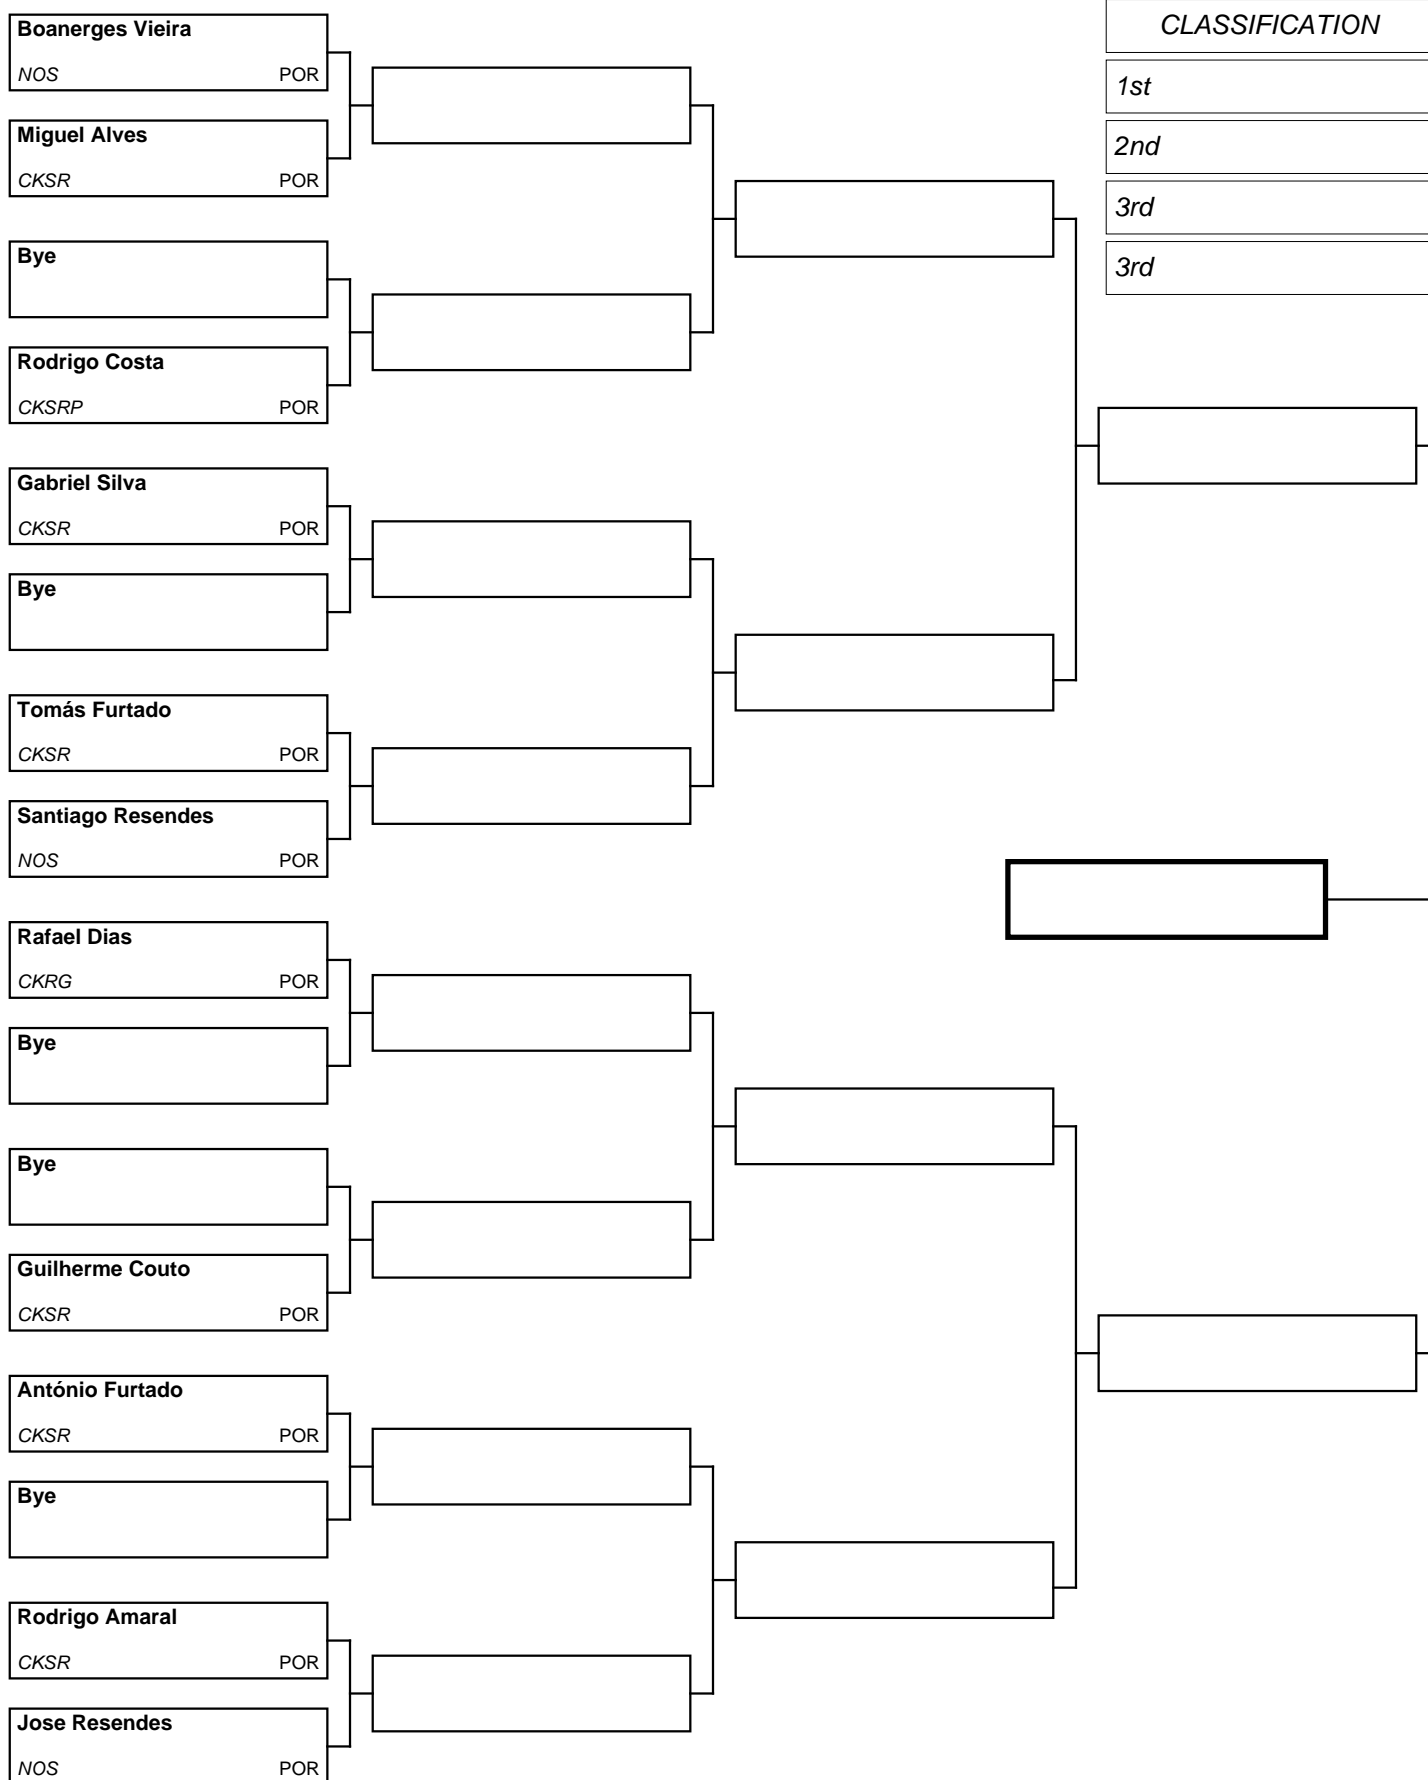 Boanerges Vieira
NOS POR
Miguel Alves
CKSR POR
Bye
Rodrigo Costa
CKSRP POR
Gabriel Silva
CKSR POR
Bye
Tomás Furtado
CKSR POR
Santiago Resendes
NOS POR
Rafael Dias
CKRG POR
Bye
Bye
Guilherme Couto
CKSR POR
António Furtado
CKSR POR
Bye
Rodrigo Amaral
CKSR POR
Jose Resendes
NOS POR
CLASSIFICATION
1st
2nd
3rd
3rd